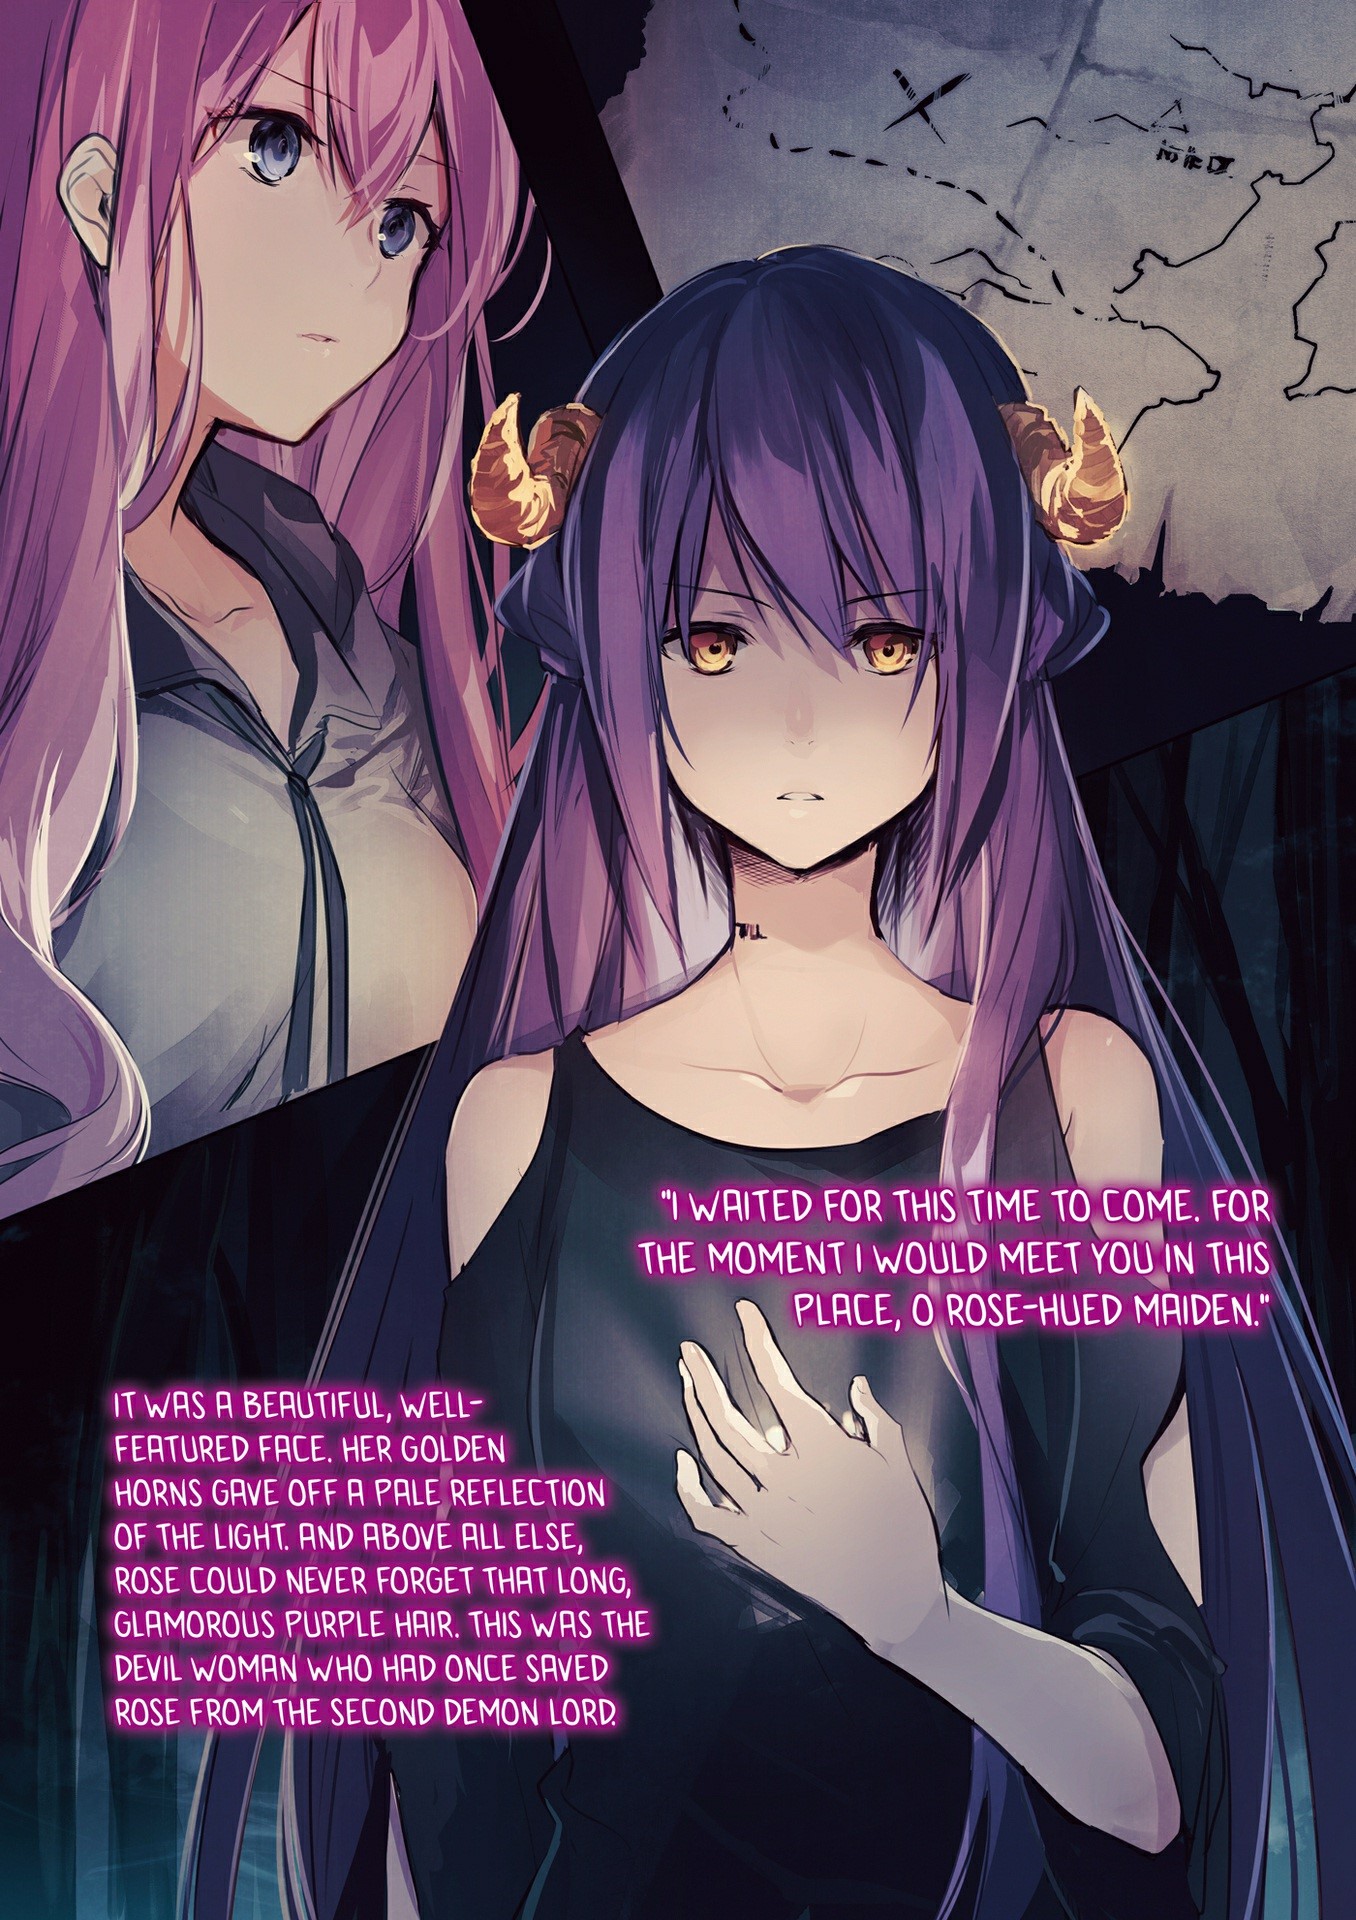 "I WAITED FOR THIS TIME TO COME. FOR
THE MOMENT I WOULD MEET YOU IN THIS
PLACE, O ROSE-HUED MAIDEN."
IT WAS A BEAUTIFUL, WELL-
FEATURED FACE. HER GOLDEN
HORNS GAVE OFF A PALE REFLECTION
OF THE LIGHT. AND ABOVE ALL ELSE,
ROSE COULD NEVER FORGET THAT LONG,
GLAMOROUS PURPLE HAIR. THIS WAS THE
DEVIL WOMAN WHO HAD ONCE SAVED
ROSE FROM THE SECOND DEMON LORD.